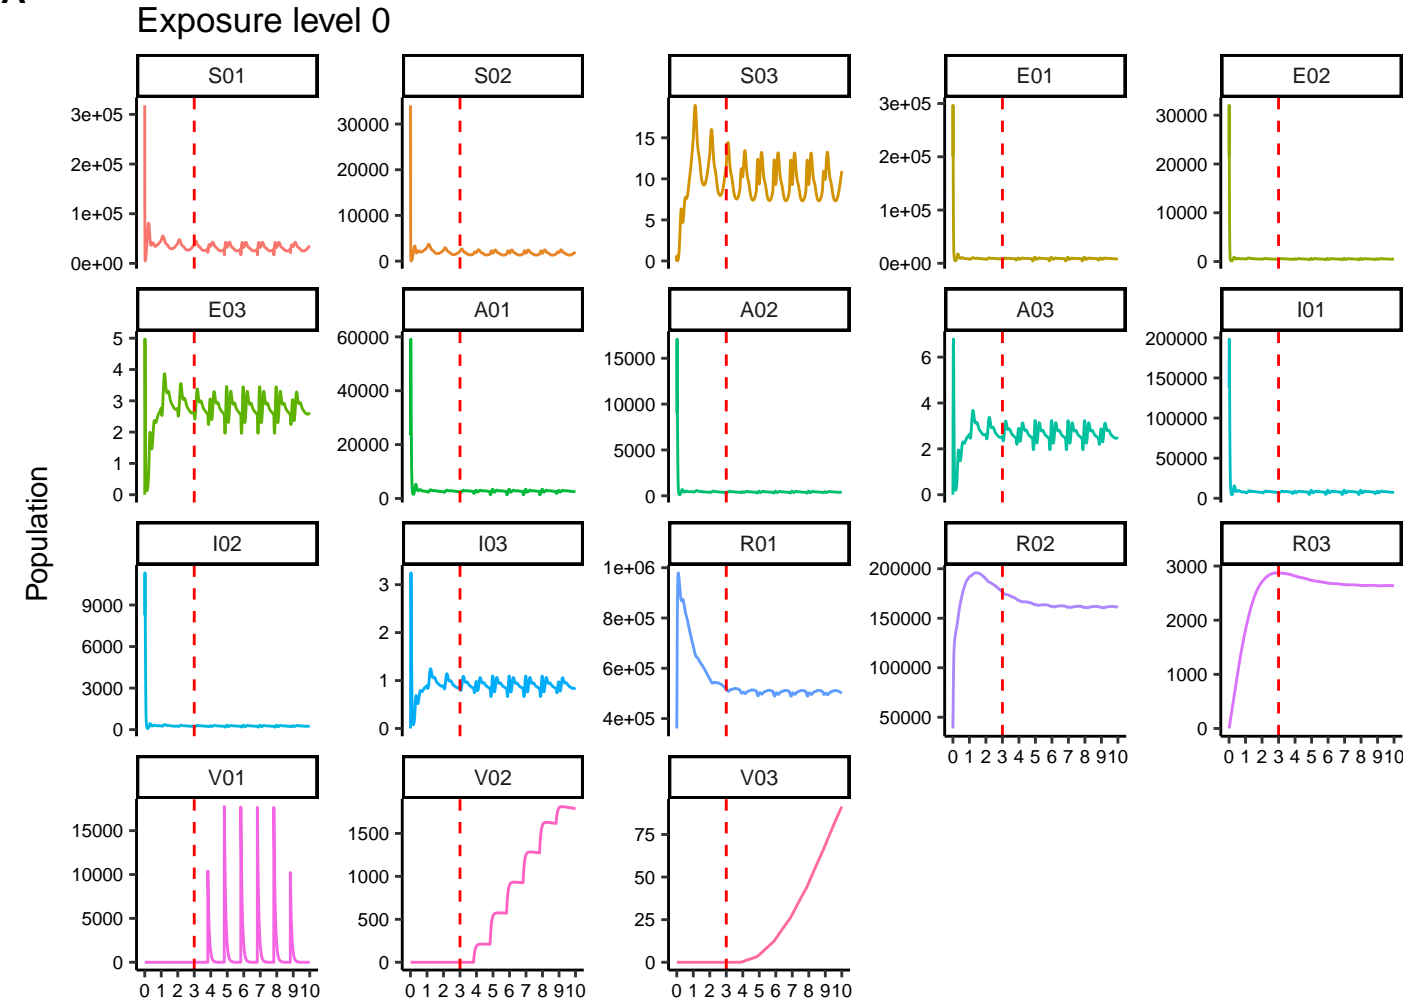 Exposure level 0
Population
S01 S02 S03 E01 E02
3e+05 2e+05 1e+05 0e+00
30000 20000 10000 0
15 10 5 0
3e+05 2e+05 1e+05 0e+00
30000 20000 10000 0
E03 A01 A02 A03 I01
5 4 3 2 1 0
60000 40000 20000 0
15000 10000 5000 0
6 4 2 0
200000 150000 100000 50000 0
I02 I03 R01 R02 R03
9000 6000 3000 0
3 2 1 0
1e+06 8e+05 6e+05 4e+05
200000 150000 100000 50000
3000 2000 1000 0
0 1 2 3 4 5 6 7 8 9 10
0 1 2 3 4 5 6 7 8 9 10
V01 V02 V03
15000 10000 5000 0
1500 1000 500 0
75 50 25 0
0 1 2 3 4 5 6 7 8 9 10
0 1 2 3 4 5 6 7 8 9 10
0 1 2 3 4 5 6 7 8 9 10